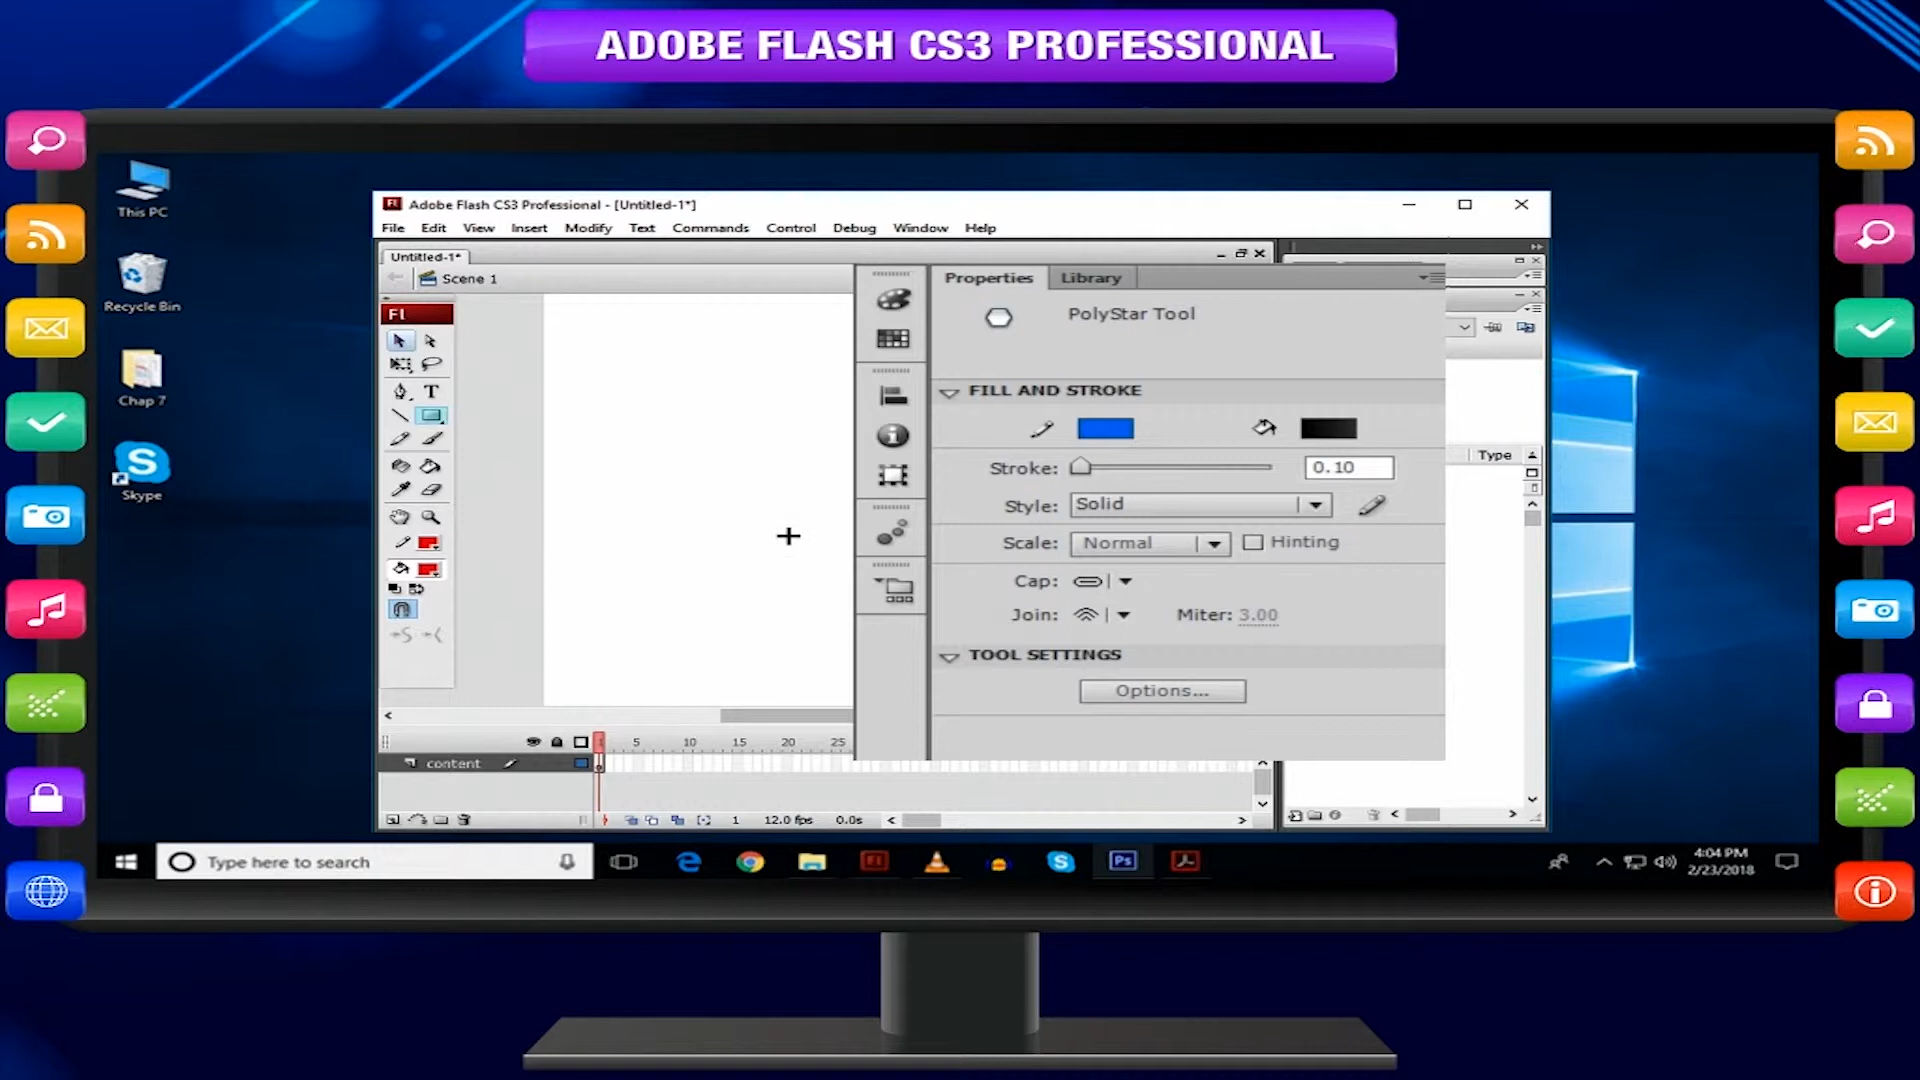 ADOBE FLASH CS3 PROFESSIONAL
This PC
Recycle Bin
Chap 7
S
Skype
Fl Adobe Flash CS3 Professional - [Untitled-1*]
File Edit View Insert Modify Text Commands Control Debug Window Help
Untitled-1*
Scene 1
Fl
T
Properties Library
PolyStar Tool
FILL AND STROKE
Stroke: 0.10
Style: Solid
Scale: Normal Hinting
Cap:
Join: Miter: 3.00
TOOL SETTINGS
Options...
Type
1 5 10 15 20 25
content
1 12.0 fps 0.0s
Type here to search
Fl
S
Ps
4:04 PM
2/23/2018